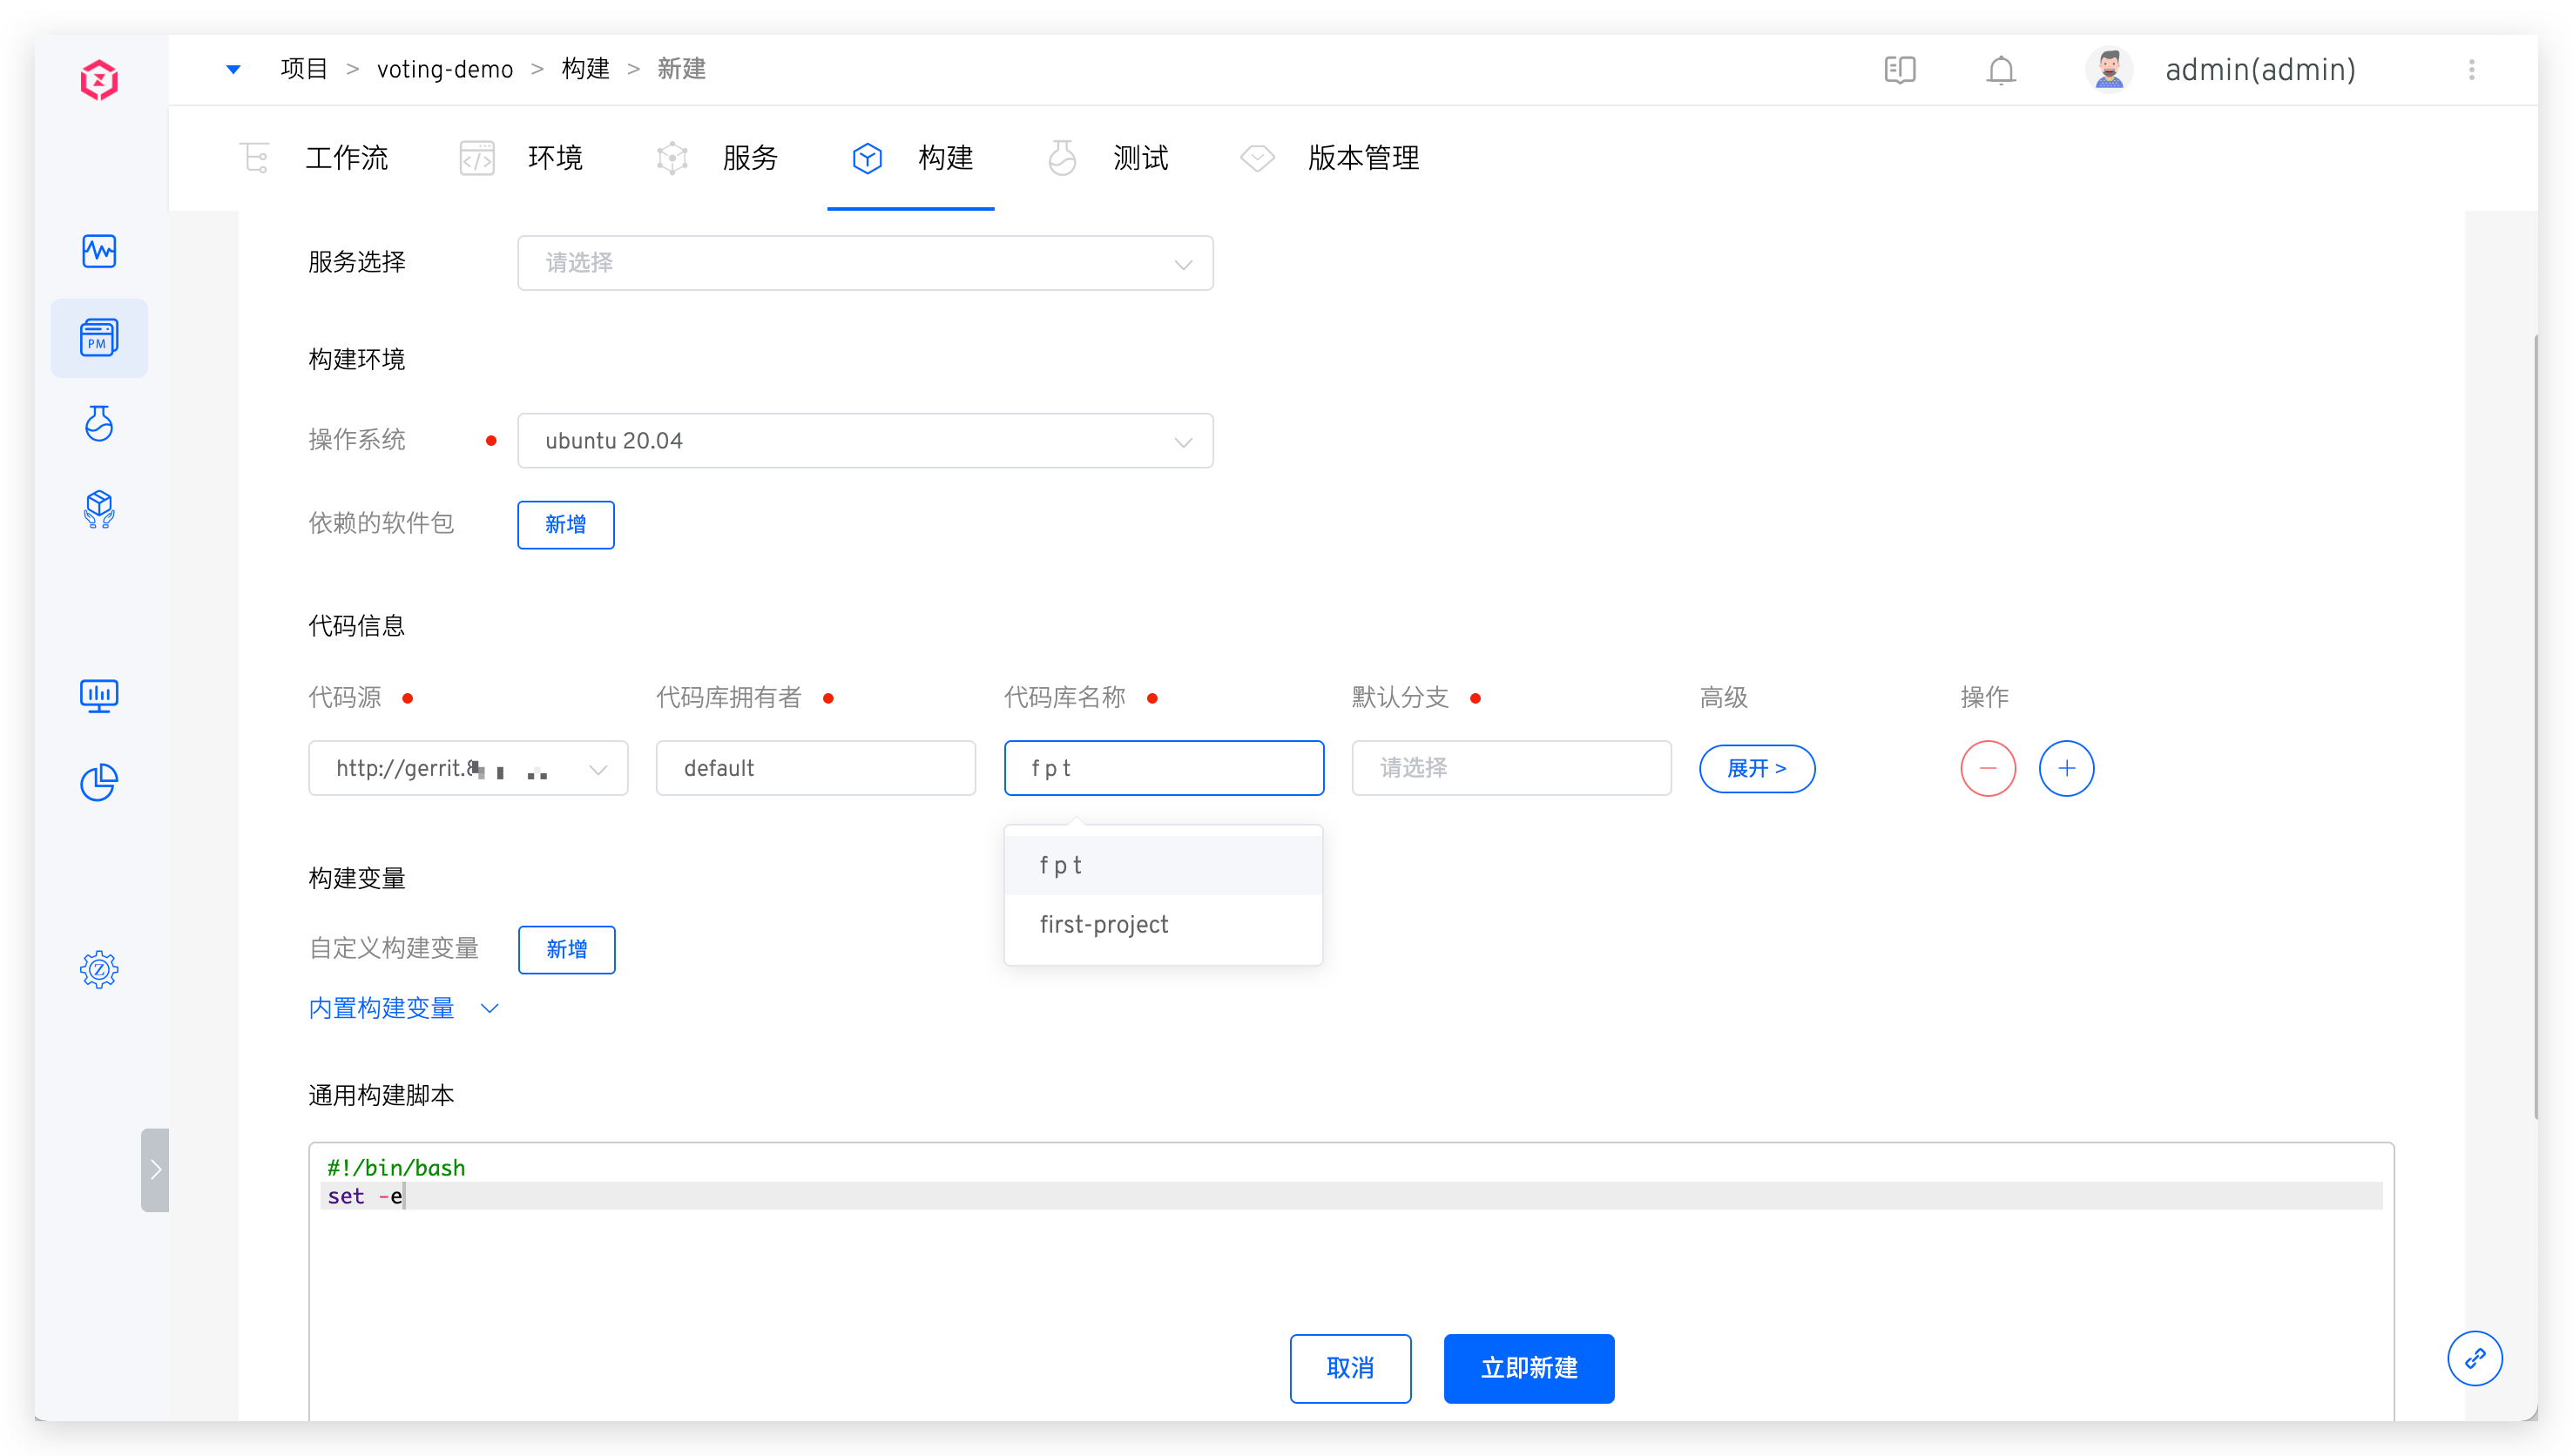 项目 > voting-demo > 构建 > 新建
admin(admin)
工作流 环境 服务 构建 测试 版本管理
服务选择 请选择
PM
构建环境
操作系统 ubuntu 20.04
依赖的软件包 新增
代码信息
代码源 代码库拥有者 代码库名称 默认分支 高级 操作
http://gerrit. default f p t 请选择 展开 >
f p t
first-project
构建变量
自定义构建变量 新增
内置构建变量
通用构建脚本
#!/bin/bash
set -e
取消 立即新建